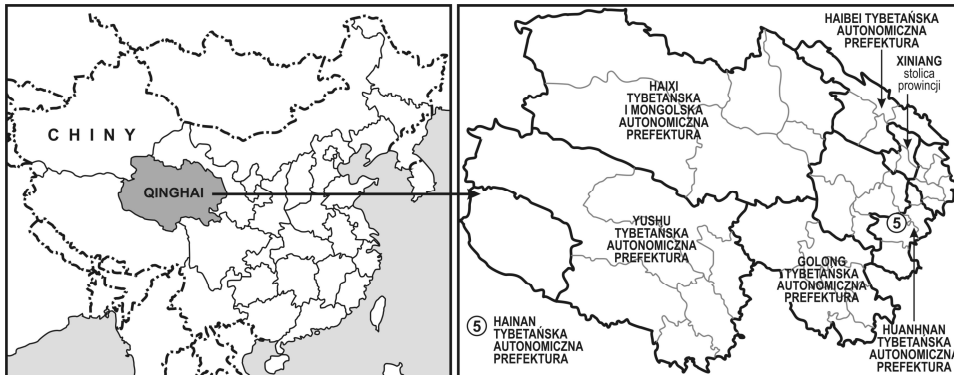 CHINY
QINGHAI
HAIBEI TYBETAŃSKA
AUTONOMICZNA
PREFEKTURA
XINIANG
stolica
prowincji
HAIXI
TYBETAŃSKA
I MONGOLSKA
AUTONOMICZNA
PREFEKTURA
YUSHU
TYBETAŃSKA
AUTONOMICZNA
PREFEKTURA
5
GOLONG
TYBETAŃSKA
AUTONOMICZNA
PREFEKTURA
5 HAINAN
TYBETAŃSKA
AUTONOMICZNA
PREFEKTURA
HUANHNAN
TYBETAŃSKA
AUTONOMICZNA
PREFEKTURA